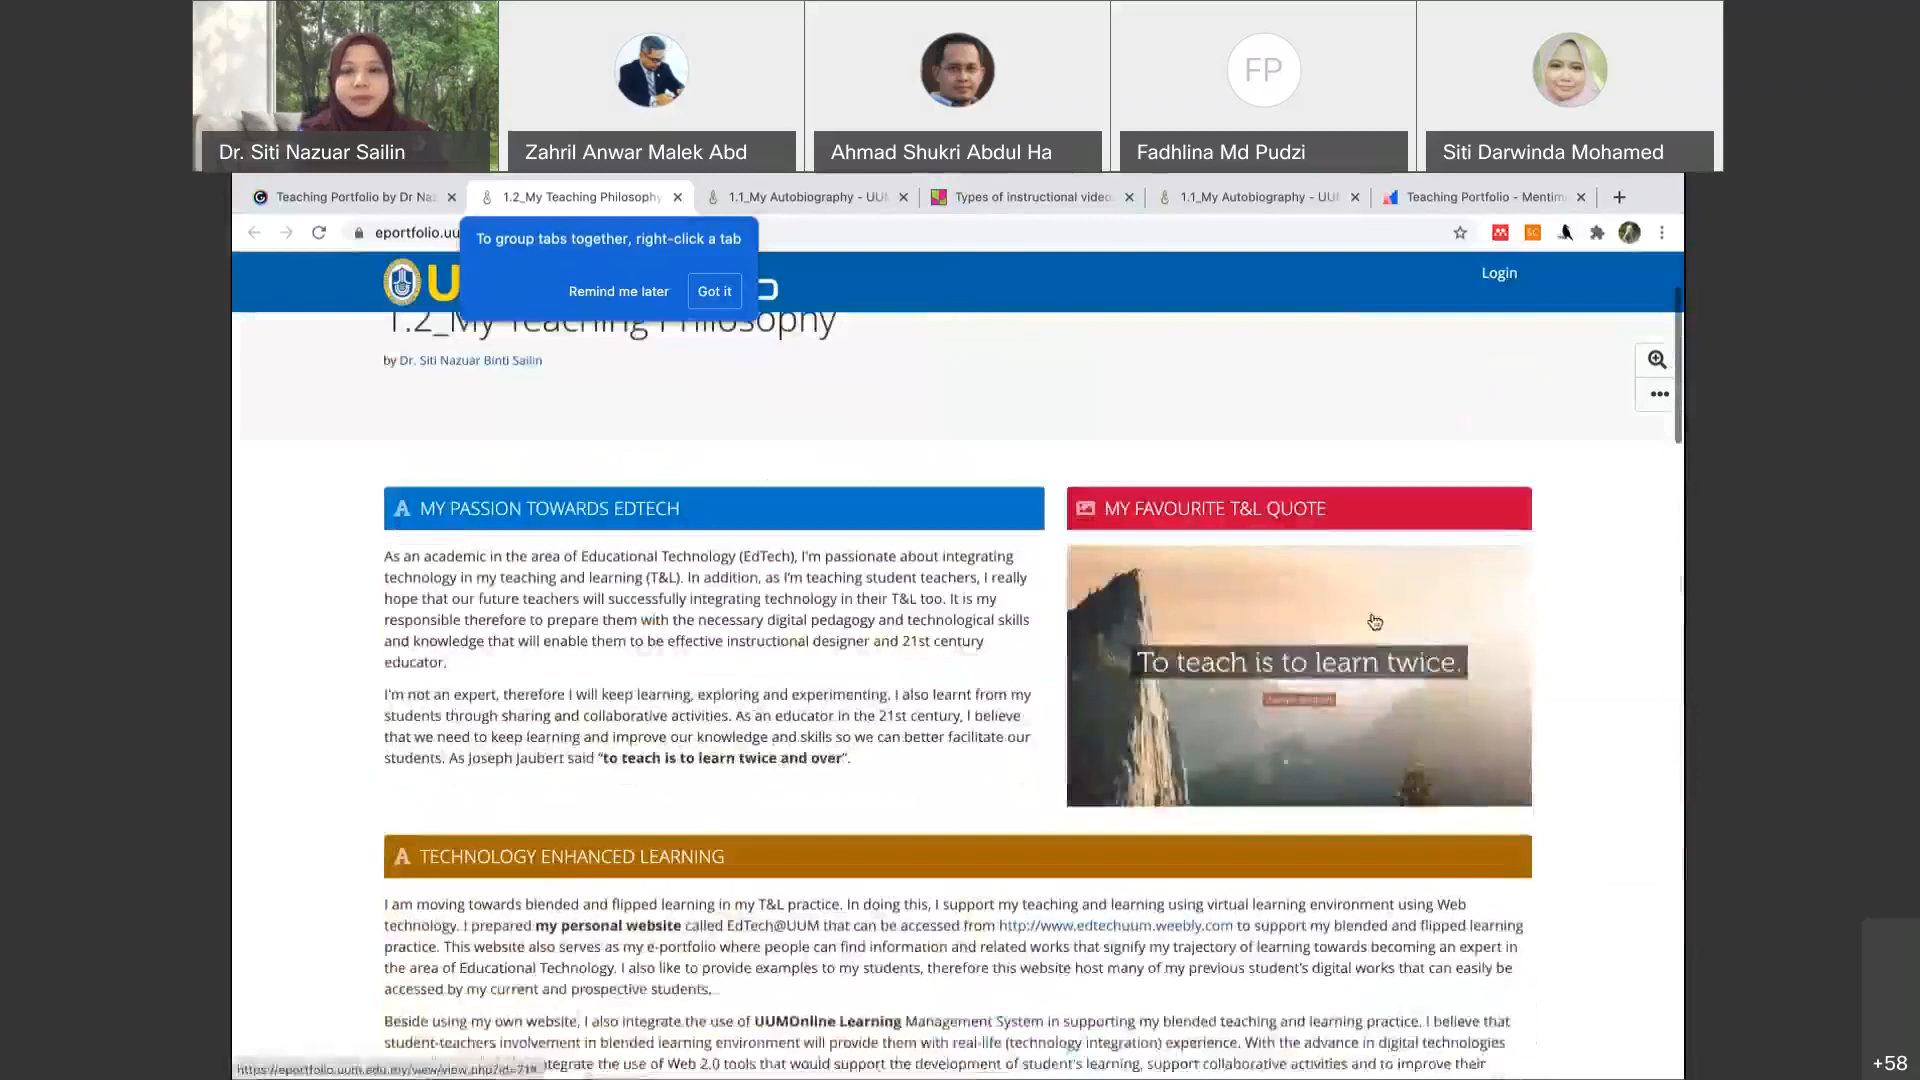 FP
Dr. Siti Nazuar Sailin
Zahril Anwar Malek Abd
Ahmad Shukri Abdul Ha
Fadhlina Md Pudzi
Siti Darwinda Mohamed
Teaching Portfolio by Dr Naz
1.2_My Teaching Philosophy
1.1_My Autobiography - UU
Types of instructional video
1.1_My Autobiography - UU
Teaching Portfolio - Mentim
eportfolio.uu
To group tabs together, right-click a tab
Remind me later
Got it
U
Login
1.2_My Teaching Philosophy
by Dr. Siti Nazuar Binti Sailin
MY PASSION TOWARDS EDTECH
As an academic in the area of Educational Technology (EdTech), I'm passionate about integrating
technology in my teaching and learning (T&L). In addition, as I'm teaching student teachers, I really
hope that our future teachers will successfully integrating technology in their T&L too. It is my
responsible therefore to prepare them with the necessary digital pedagogy and technological skills
and knowledge that will enable them to be effective instructional designer and 21st century
educator.
I'm not an expert, therefore I will keep learning, exploring and experimenting. I also learnt from my
students through sharing and collaborative activities. As an educator in the 21st century, I believe
that we need to keep learning and improve our knowledge and skills so we can better facilitate our
students. As Joseph Jaubert said "to teach is to learn twice and over".
MY FAVOURITE T&L QUOTE
To teach is to learn twice.
TECHNOLOGY ENHANCED LEARNING
I am moving towards blended and flipped learning in my T&L practice. In doing this, I support my teaching and learning using virtual learning environment using Web
technology. I prepared my personal website called EdTech@UUM that can be accessed from http://www.edtechuum.weebly.com to support my blended and flipped learning
practice. This website also serves as my e-portfolio where people can find information and related works that signify my trajectory of learning towards becoming an expert in
the area of Educational Technology. I also like to provide examples to my students, therefore this website host many of my previous student's digital works that can easily be
accessed by my current and prospective students.
Beside using my own website, I also integrate the use of UUMOnline Learning Management System in supporting my blended teaching and learning practice. I believe that
student-teachers involvement in blended learning environment will provide them with real-life (technology integration) experience. With the advance in digital technologies
tegrate the use of Web 2.0 tools that would support the development of student's learning, support collaborative activities and to improve their
+58